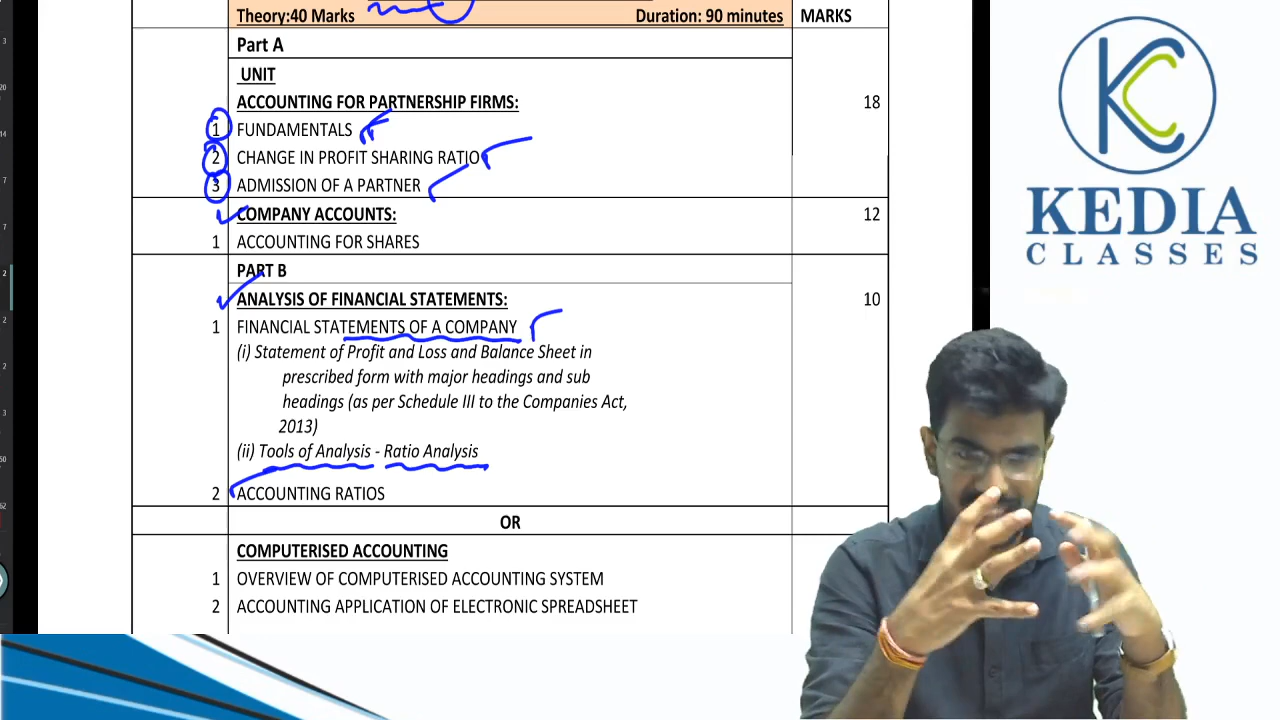 Theory:40 Marks Duration: 90 minutes MARKS
Part A
UNIT
ACCOUNTING FOR PARTNERSHIP FIRMS: 18
1 FUNDAMENTALS
2 CHANGE IN PROFIT SHARING RATIO
3 ADMISSION OF A PARTNER
COMPANY ACCOUNTS: 12
1 ACCOUNTING FOR SHARES
PART B
ANALYSIS OF FINANCIAL STATEMENTS: 10
1 FINANCIAL STATEMENTS OF A COMPANY
(i) Statement of Profit and Loss and Balance Sheet in
prescribed form with major headings and sub
headings (as per Schedule III to the Companies Act,
2013)
(ii) Tools of Analysis - Ratio Analysis
2 ACCOUNTING RATIOS
OR
COMPUTERISED ACCOUNTING
1 OVERVIEW OF COMPUTERISED ACCOUNTING SYSTEM
2 ACCOUNTING APPLICATION OF ELECTRONIC SPREADSHEET
KC
KEDIA
CLASSES